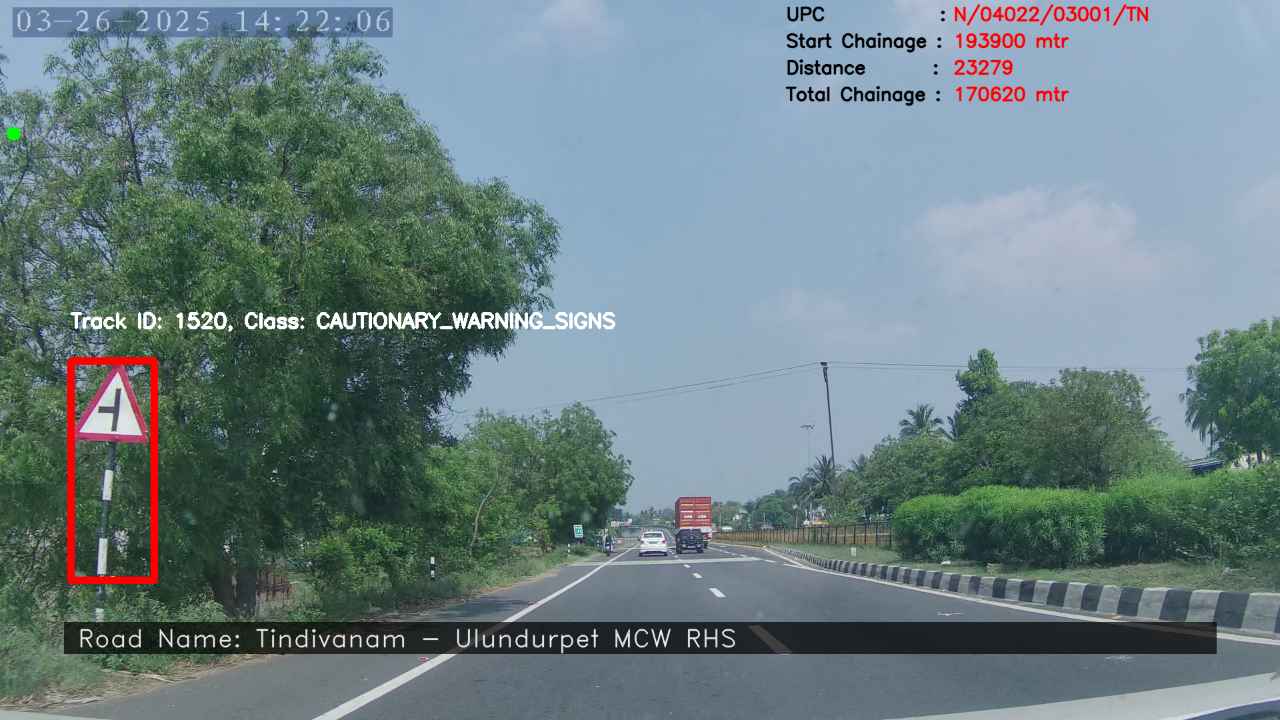 03-26-2025 14:22:06
UPC : N/04022/03001/TN
Start Chainage : 193900 mtr
Distance : 23279
Total Chainage : 170620 mtr
Track ID: 1520, Class: CAUTIONARY_WARNING_SIGNS
Road Name: Tindivanam - Ulundurpet MCW RHS